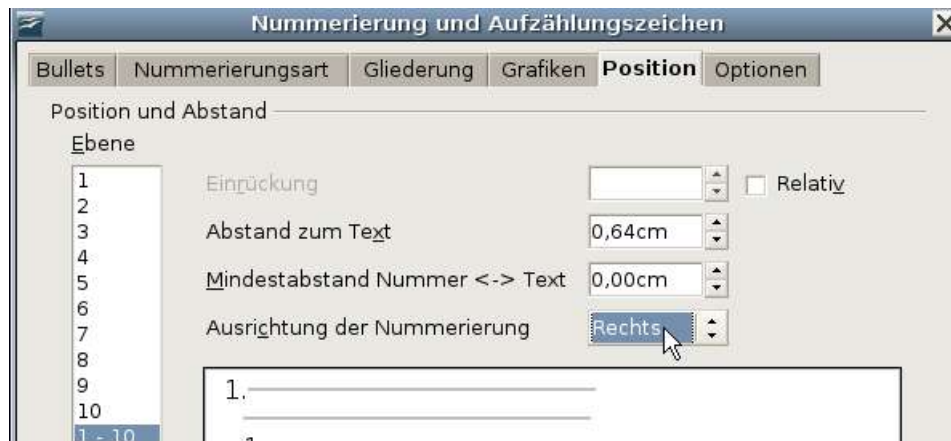 Nummerierung und Aufzählungszeichen
Bullets Nummerierungsart Gliederung Grafiken Position Optionen
Position und Abstand
Ebene
1
2
3
4
5
6
7
8
9
10
1 - 10
Einrückung Relativ
Abstand zum Text 0,64cm
Mindestabstand Nummer <-> Text 0,00cm
Ausrichtung der Nummerierung Rechts
1.